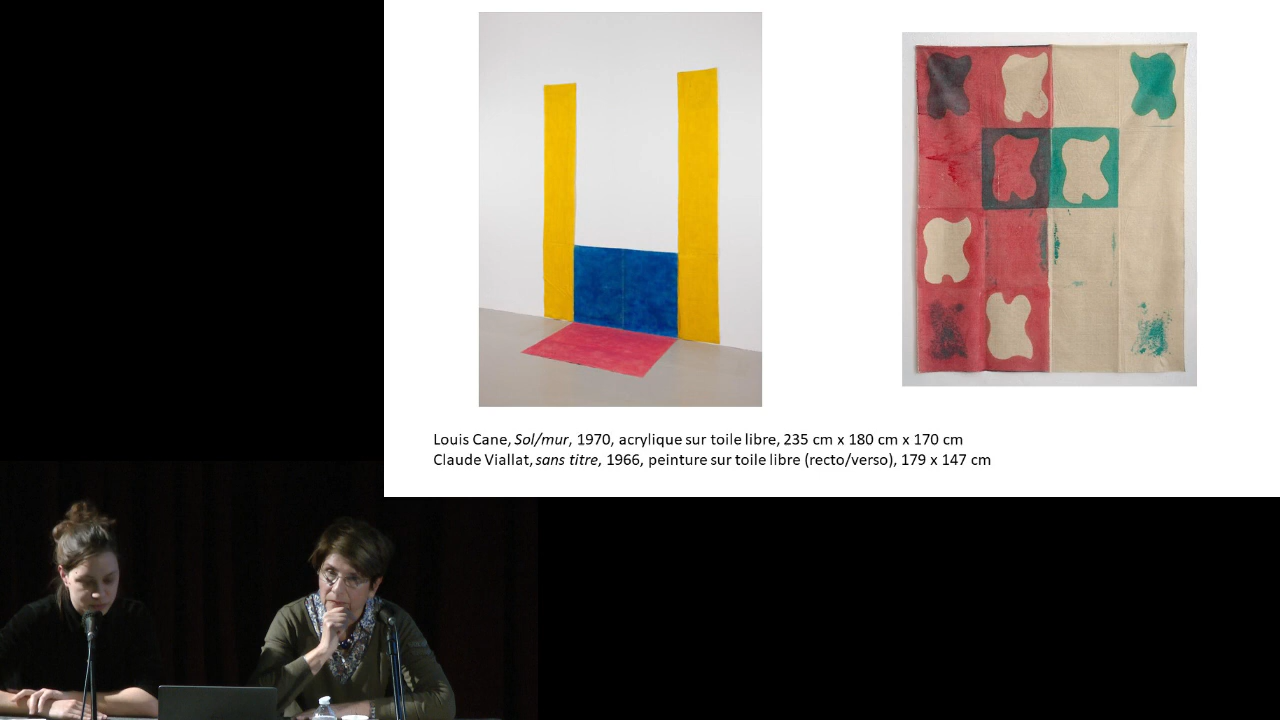 Louis Cane, Sol/mur, 1970, acrylique sur toile libre, 235 cm x 180 cm x 170 cm
Claude Viallat, sans titre, 1966, peinture sur toile libre (recto/verso), 179 x 147 cm